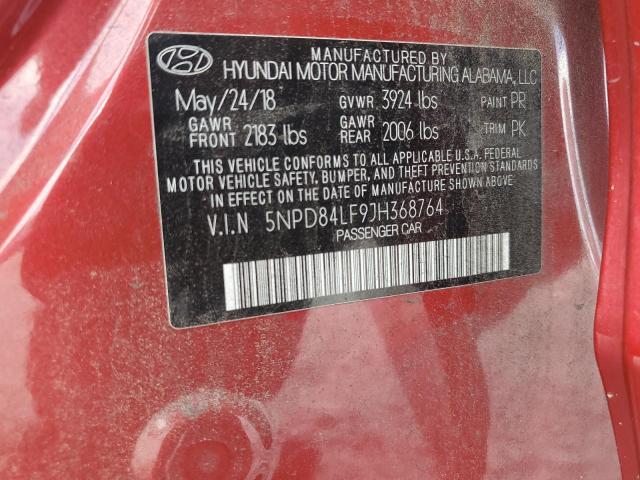 MANUFACTURED BY
HYUNDAI MOTOR MANUFACTURING ALABAMA, LLC
May/24/18 GVWR 3924 lbs PAINT PR
GAWR FRONT 2183 lbs GAWR REAR 2006 lbs TRIM PK
THIS VEHICLE CONFORMS TO ALL APPLICABLE U.S.A. FEDERAL
MOTOR VEHICLE SAFETY, BUMPER, AND THEFT PREVENTION STANDARDS
IN EFFECT ON THE DATE OF MANUFACTURE SHOWN ABOVE.
V.I.N 5NPD84LF9JH368764
PASSENGER CAR